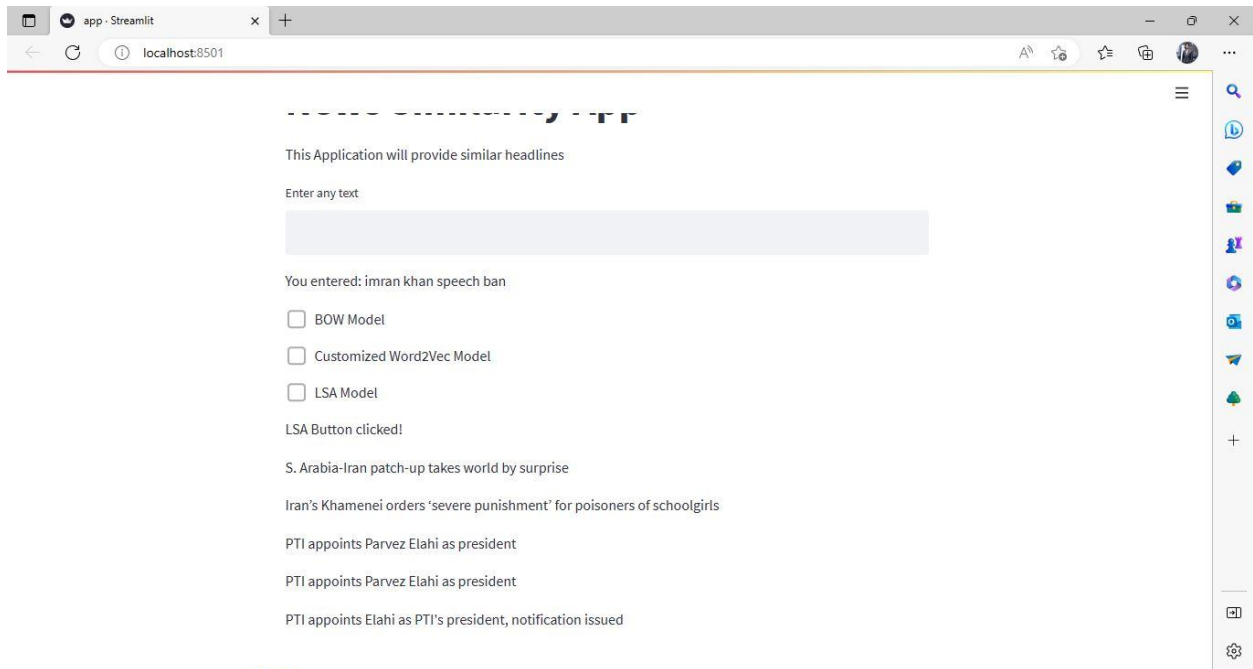 app · Streamlit
localhost:8501
News Similarity App
This Application will provide similar headlines
Enter any text
You entered: imran khan speech ban
BOW Model
Customized Word2Vec Model
LSA Model
LSA Button clicked!
S. Arabia-Iran patch-up takes world by surprise
Iran’s Khamenei orders ‘severe punishment’ for poisoners of schoolgirls
PTI appoints Parvez Elahi as president
PTI appoints Parvez Elahi as president
PTI appoints Elahi as PTI's president, notification issued